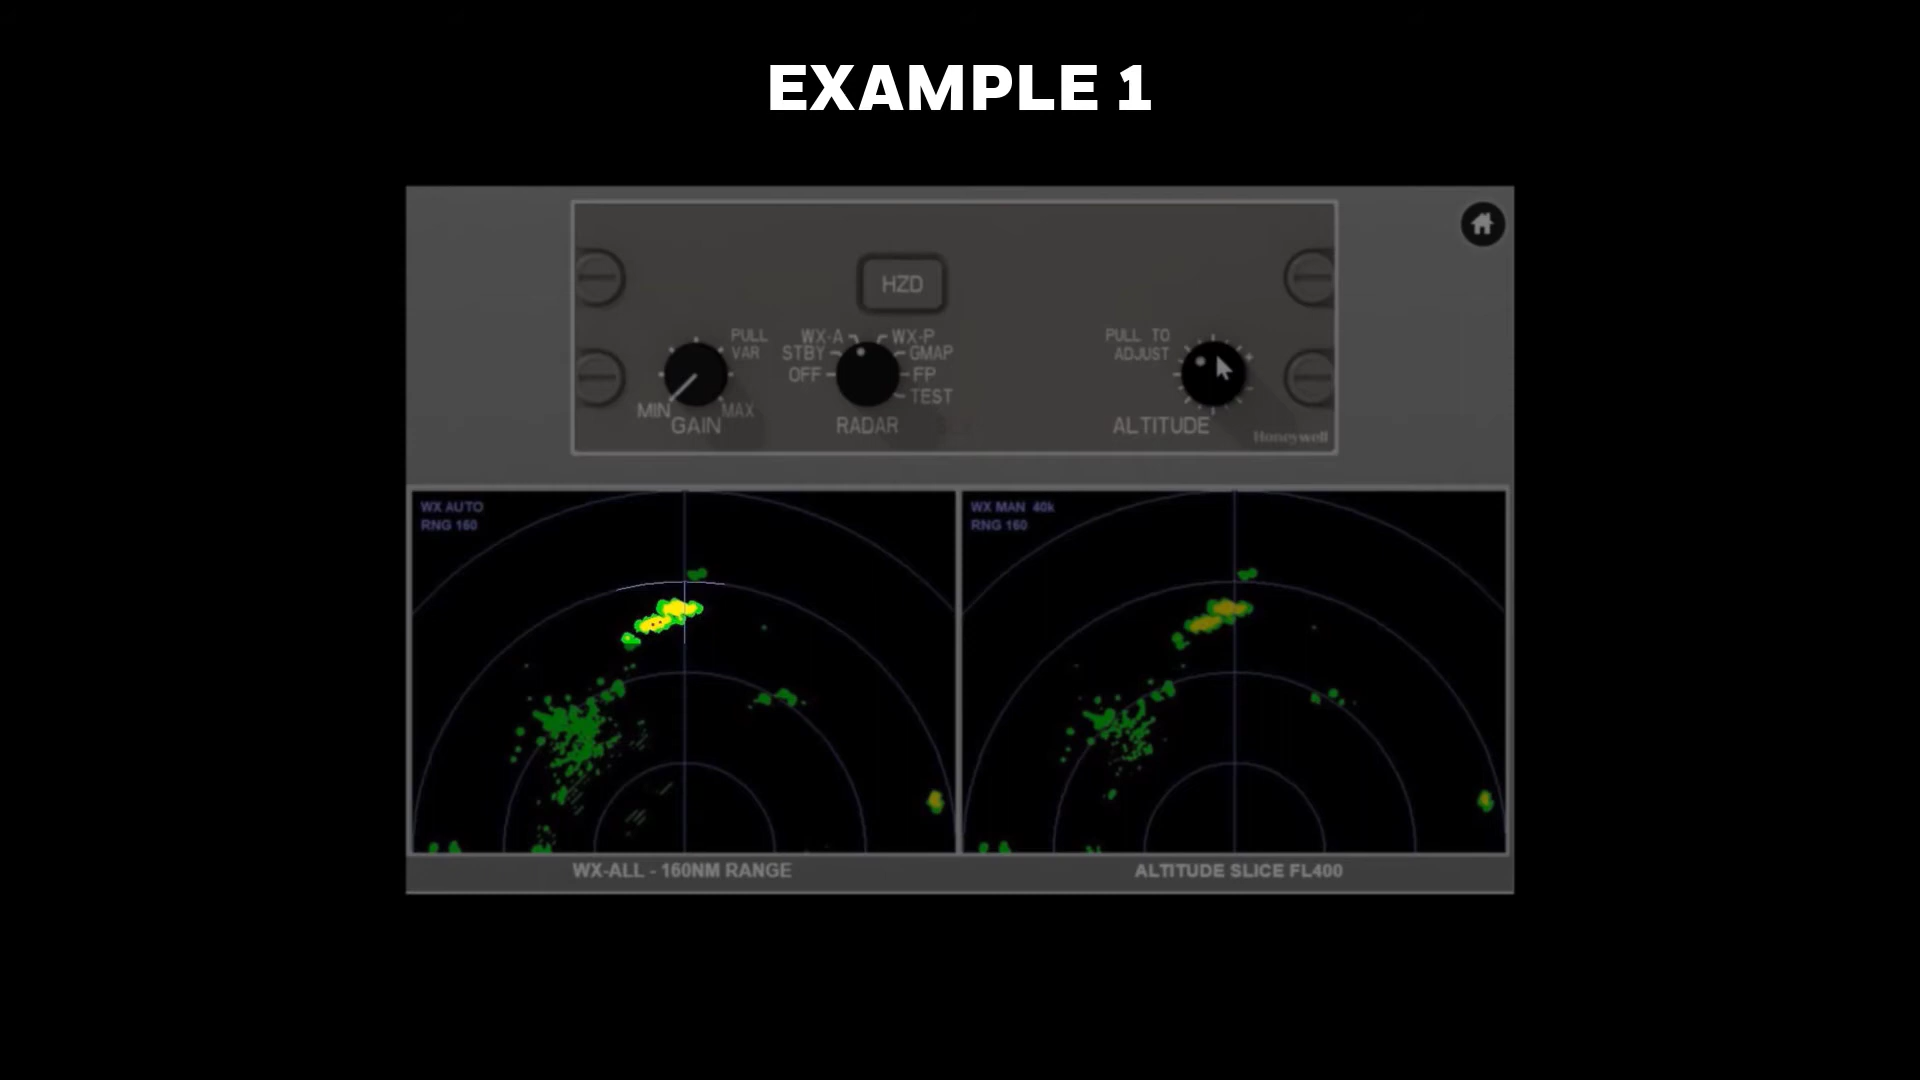 EXAMPLE 1
HZD
PULL
VAR
MIN
MAX
GAIN
WX-A
WX-P
STBY
GMAP
OFF
FP
TEST
RADAR
PULL TO
ADJUST
ALTITUDE
Honeywell
WX AUTO
RNG 160
WX MAN 40k
RNG 160
WX-ALL - 160NM RANGE
ALTITUDE SLICE FL400